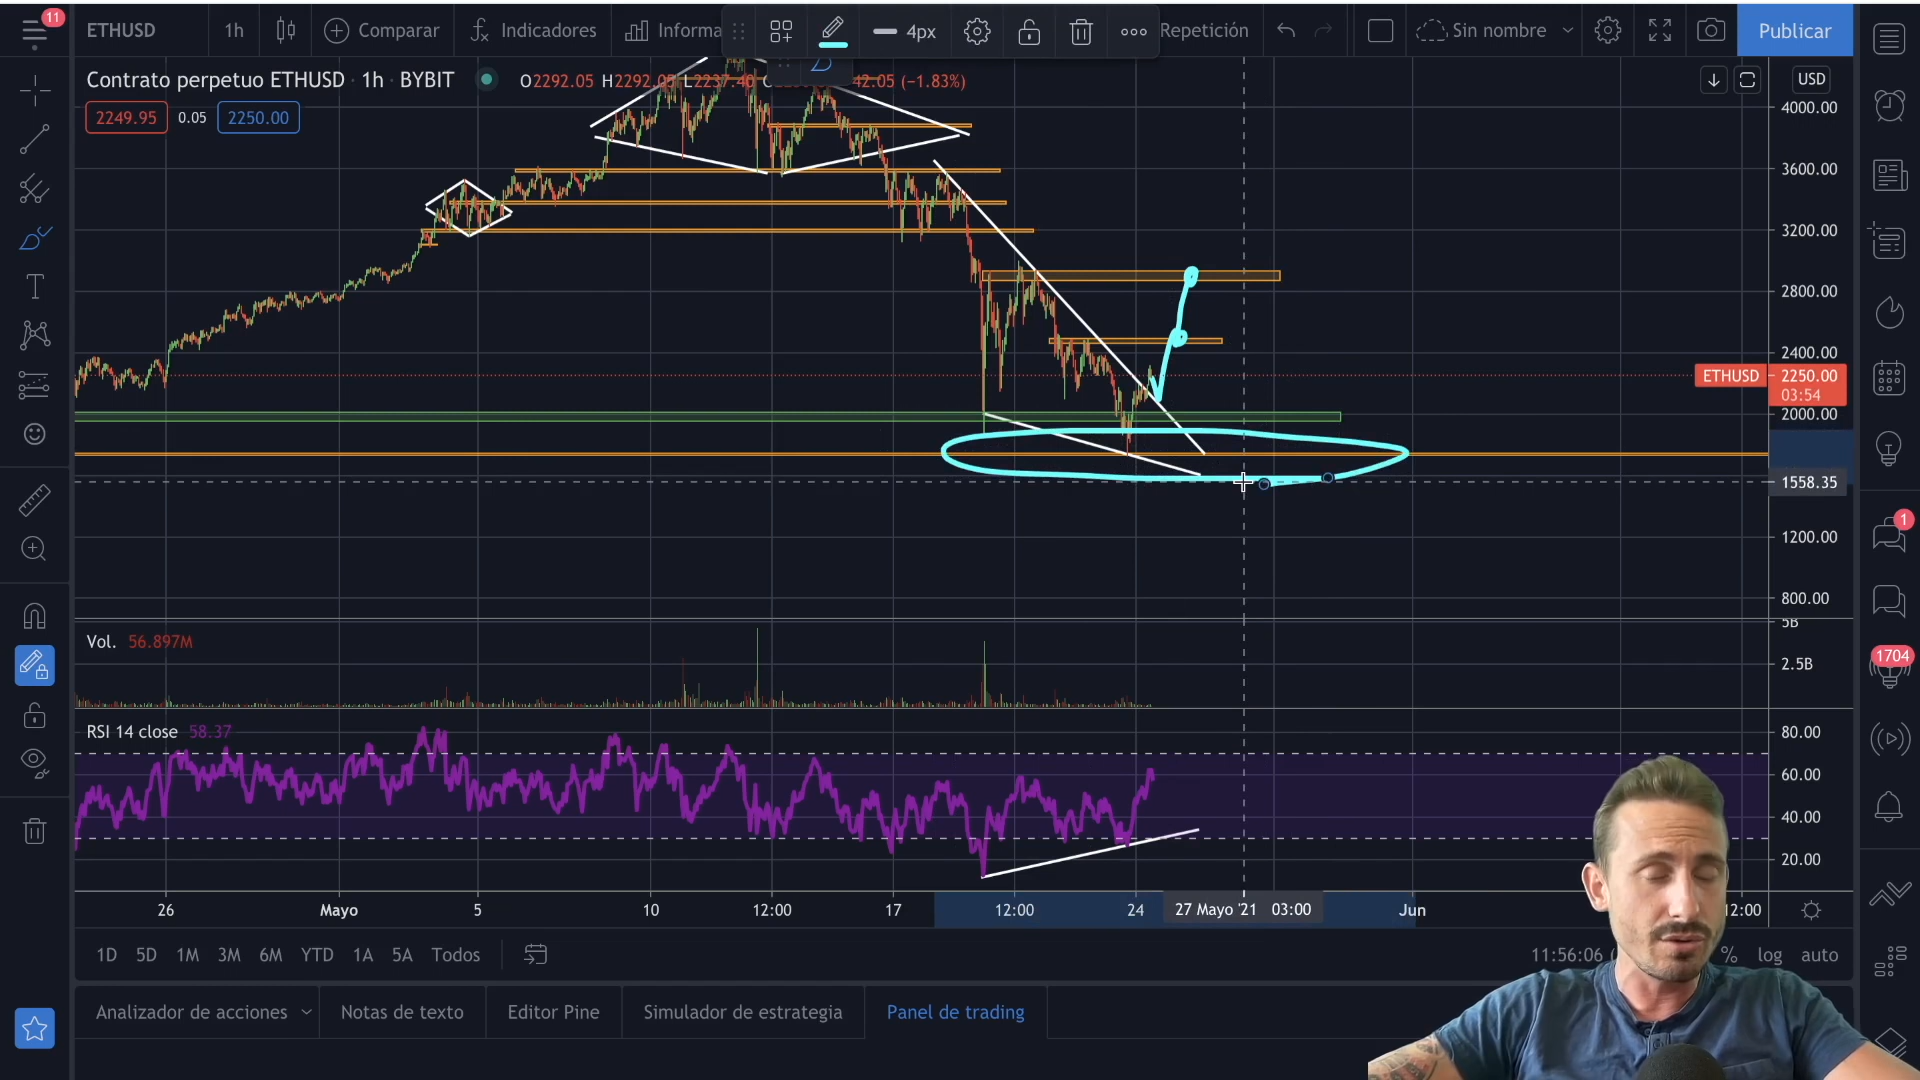 11
ETHUSD
1h
Comparar
Indicadores
Informa
4px
Repetición
Sin nombre
Publicar
Contrato perpetuo ETHUSD · 1h · BYBIT
O2292.05 H2292.05 L2237.40 42.05 (−1.83%)
2249.95
0.05
2250.00
USD
4000.00
3600.00
3200.00
2800.00
2400.00
ETHUSD
2250.00
03:54
2000.00
1558.35
1200.00
800.00
Vol. 56.897M
5B
2.5B
RSI 14 close 58.37
80.00
60.00
40.00
20.00
26
Mayo
5
10
12:00
17
12:00
24
27 Mayo '21 03:00
Jun
12:00
1D
5D
1M
3M
6M
YTD
1A
5A
Todos
11:56:06 (
%
log
auto
Analizador de acciones
Notas de texto
Editor Pine
Simulador de estrategia
Panel de trading
1
1704